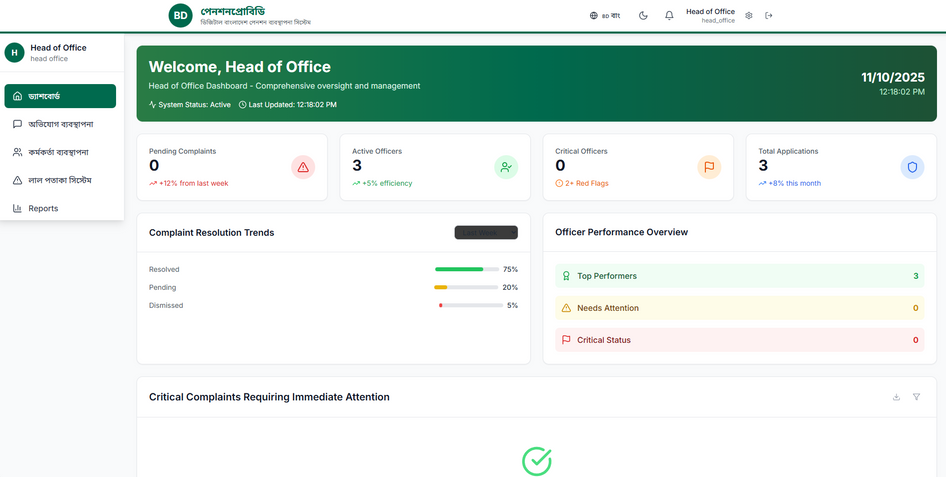 BD
পেনশনপ্রোবিডি
ডিজিটাল বাংলাদেশ পেনশন ব্যবস্থাপনা সিস্টেম
BD বাং
Head of Office
head_office
H
Head of Office
head office
ড্যাশবোর্ড
অভিযোগ ব্যবস্থাপনা
কর্মকর্তা ব্যবস্থাপনা
লাল পতাকা সিস্টেম
Reports
Welcome, Head of Office
Head of Office Dashboard - Comprehensive oversight and management
System Status: Active
Last Updated: 12:18:02 PM
11/10/2025
12:18:02 PM
Pending Complaints
0
+12% from last week
Active Officers
3
+5% efficiency
Critical Officers
0
2+ Red Flags
Total Applications
3
+8% this month
Complaint Resolution Trends
Resolved
75%
Pending
20%
Dismissed
5%
Officer Performance Overview
Top Performers
3
Needs Attention
0
Critical Status
0
Critical Complaints Requiring Immediate Attention